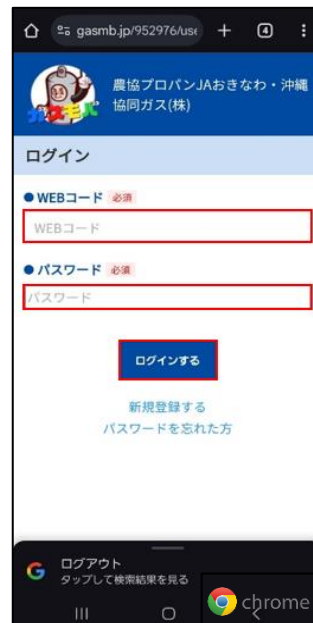 gasmb.jp/952976/use
4
ガスモバ
農協プロパンJAおきなわ・沖縄
協同ガス(株)
ログイン
WEBコード 必須
WEBコード
パスワード 必須
パスワード
ログインする
新規登録する
パスワードを忘れた方
ログアウト
タップして検索結果を見る
chrome